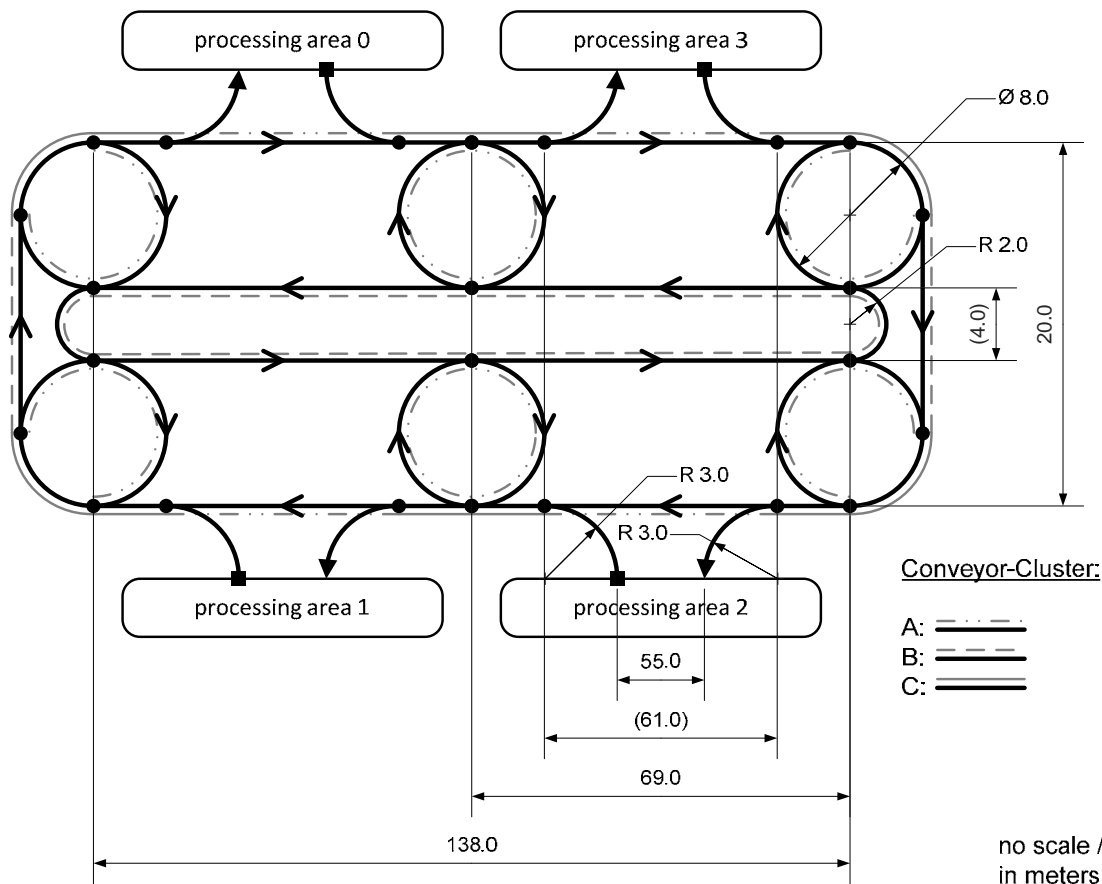 processing area 0
processing area 3
Ø 8.0
R 2.0
(4.0)
20.0
R 3.0
R 3.0
processing area 1
processing area 2
Conveyor-Cluster:
A:
B:
C:
55.0
(61.0)
69.0
138.0
no scale /
in meters